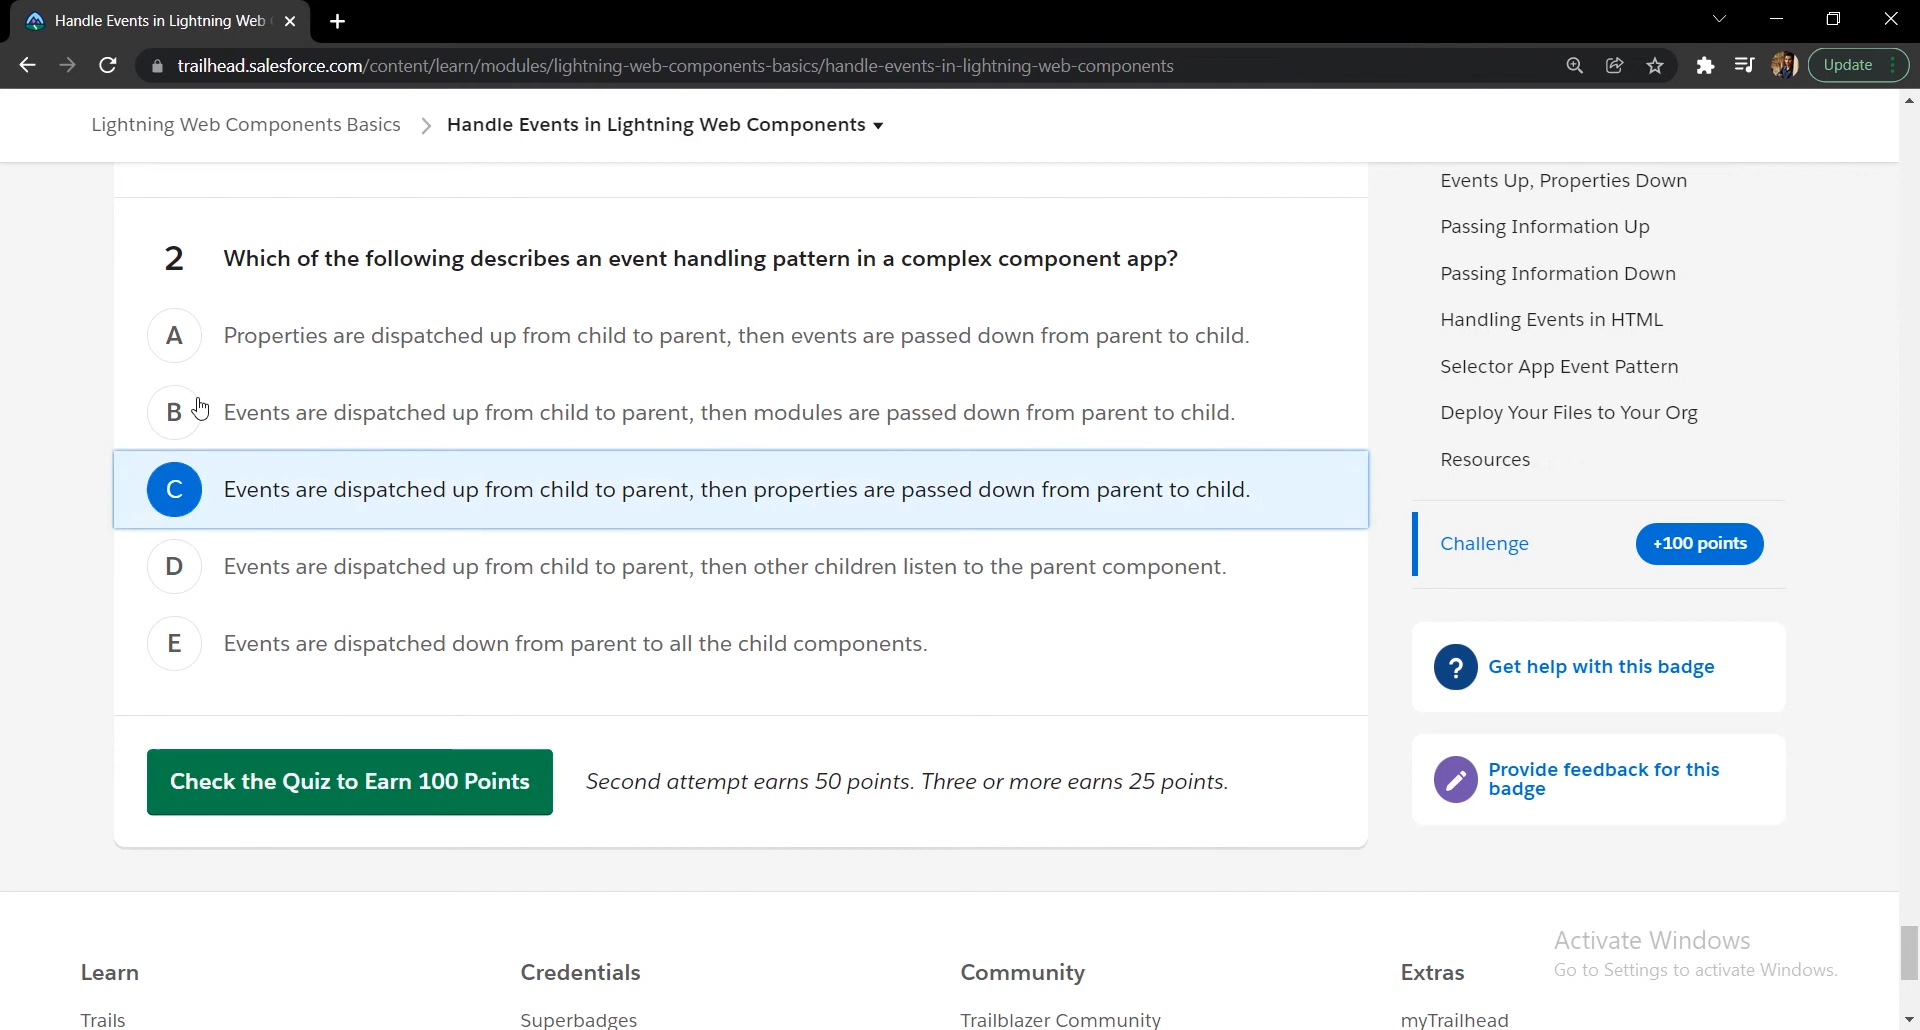 Handle Events in Lightning Web
trailhead.salesforce.com/content/learn/modules/lightning-web-components-basics/handle-events-in-lightning-web-components
Update
Lightning Web Components Basics
Handle Events in Lightning Web Components
2 Which of the following describes an event handling pattern in a complex component app?
A Properties are dispatched up from child to parent, then events are passed down from parent to child.
B Events are dispatched up from child to parent, then modules are passed down from parent to child.
C Events are dispatched up from child to parent, then properties are passed down from parent to child.
D Events are dispatched up from child to parent, then other children listen to the parent component.
E Events are dispatched down from parent to all the child components.
Check the Quiz to Earn 100 Points
Second attempt earns 50 points. Three or more earns 25 points.
Events Up, Properties Down
Passing Information Up
Passing Information Down
Handling Events in HTML
Selector App Event Pattern
Deploy Your Files to Your Org
Resources
Challenge
+100 points
? Get help with this badge
Provide feedback for this
badge
Learn
Trails
Credentials
Superbadges
Community
Trailblazer Community
Extras
myTrailhead
Activate Windows
Go to Settings to activate Windows.